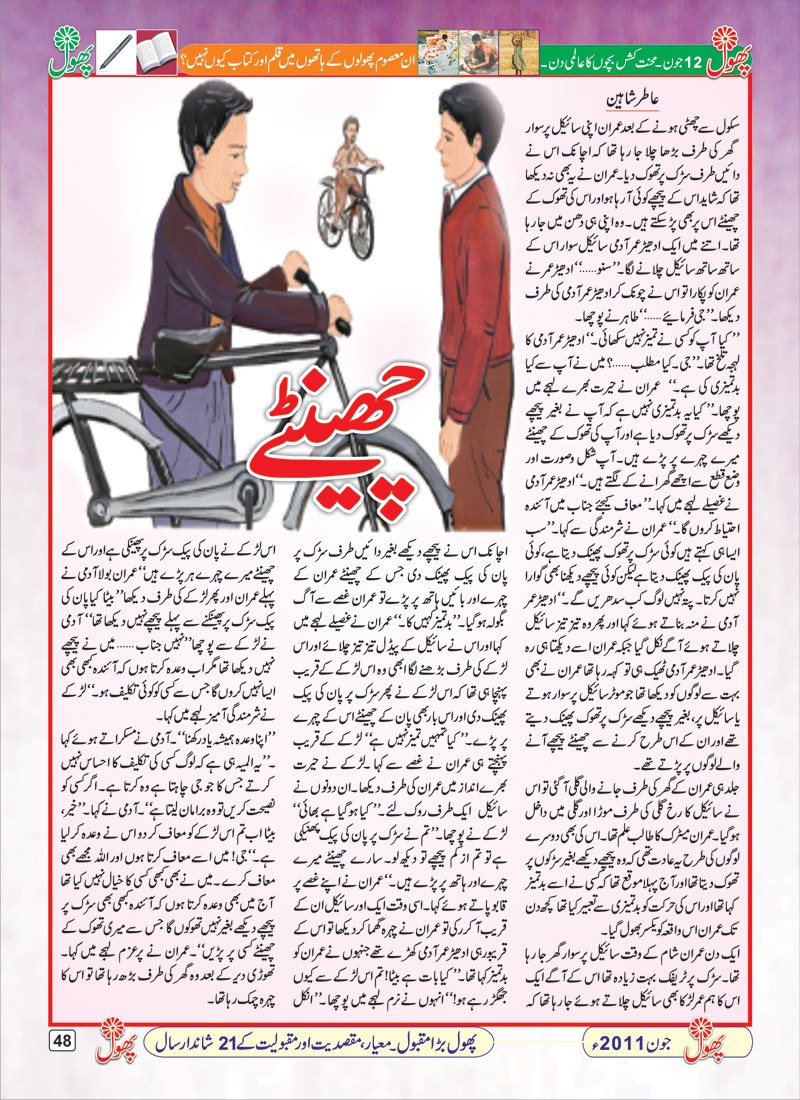 پھول
12 جون۔ محنت کش بچوں کا عالمی دن۔
ان معصوم پھولوں کے ہاتھوں میں قلم اور کتاب کیوں نہیں؟
پھول
چھینٹے
عاطر شاہین
سکول سے چھٹی ہونے کے بعد عمران اپنی سائیکل پر سوار
گھر کی طرف بڑھا چلا جا رہا تھا کہ اچانک اس نے
دائیں طرف سڑک پر تھوک دیا۔ عمران نے یہ بھی نہ دیکھا
تھا کہ شاید اس کے پیچھے کوئی آ رہا ہو اور اس کی تھوک کے
چھینٹے اس پر بھی پڑ سکتے ہیں۔ وہ اپنی ہی دھن میں جا رہا
تھا۔ اتنے میں ایک ادھیڑ عمر آدمی سائیکل سوار اس کے
ساتھ ساتھ سائیکل چلانے لگا۔ ”سنو......“ ادھیڑ عمر نے
عمران کو پکارا تو اس نے چونک کر ادھیڑ عمر آدمی کی طرف
دیکھا۔ ”جی فرمائیے......“ طاہر نے پوچھا۔
”کیا آپ کو کسی نے تمیز نہیں سکھائی۔“ ادھیڑ عمر آدمی کا
لہجہ تلخ تھا۔ ”جی۔ کیا مطلب......؟ میں نے آپ سے کیا
بدتمیزی کی ہے۔“ عمران نے حیرت بھرے لہجے میں
پوچھا۔ ”کیا یہ بدتمیزی نہیں ہے کہ آپ نے بغیر پیچھے
دیکھے سڑک پر تھوک دیا ہے اور آپ کی تھوک کے چھینٹے
میرے چہرے پر پڑے ہیں۔ آپ شکل و صورت اور
وضع قطع سے اچھے گھرانے کے لگتے ہیں۔“ ادھیڑ عمر آدمی
نے غصیلے لہجے میں کہا۔ ”معاف کیجئے جناب میں آئندہ
احتیاط کروں گا۔“ عمران نے شرمندگی سے کہا۔ ”سب
ایسا ہی کہتے ہیں کوئی سڑک پر تھوک پھینک دیتا ہے، کوئی
پان کی پیک پھینک دیتا ہے لیکن کوئی پیچھے دیکھنا بھی گوارا
نہیں کرتا۔ پتہ نہیں لوگ کب سدھریں گے۔“ ادھیڑ عمر
آدمی نے منہ بناتے ہوئے کہا اور پھر وہ تیز تیز سائیکل
چلاتے ہوئے آگے نکل گیا جبکہ عمران اسے دیکھتا ہی رہ
گیا۔ ادھیڑ عمر آدمی ٹھیک ہی تو کہہ رہا تھا عمران نے بھی
بہت سے لوگوں کو دیکھا تھا جو موٹر سائیکل پر سوار ہوتے
یا سائیکل پر، بغیر پیچھے دیکھے سڑک پر تھوک پھینک دیتے
تھے اور ان کے اس طرح کرنے سے چھینٹے پیچھے آنے
والے لوگوں پر پڑتے تھے۔
جلد ہی عمران کے گھر کی طرف جانے والی گلی آگئی تو اس
نے سائیکل کا رخ گلی کی طرف موڑا اور گلی میں داخل
ہوگیا۔ عمران میٹرک کا طالب علم تھا۔ اس کی بھی دوسرے
لوگوں کی طرح یہ عادت تھی کہ وہ پیچھے دیکھے بغیر سڑکوں پر
تھوک دیتا تھا اور آج پہلا موقع تھا کہ کسی نے اسے بدتمیز
کہا تھا اور اس کی حرکت کو بدتمیزی سے تعبیر کیا تھا کچھ دن
تک عمران اس واقعہ کو یکسر بھول گیا۔
ایک دن عمران شام کے وقت سائیکل پر سوار گھر جا رہا
تھا۔ سڑک پر ٹریفک بہت زیادہ تھا اس کے آگے ایک
اس کا ہم عمر لڑکا بھی سائیکل چلاتے ہوئے جا رہا تھا کہ
اچانک اس نے پیچھے دیکھے بغیر دائیں طرف سڑک پر
پان کی پیک پھینک دی جس کے چھینٹے عمران کے
چہرے اور بائیں ہاتھ پر پڑے تو عمران غصے سے آگ
بگولہ ہوگیا۔ ”بدتمیز کہیں کا۔“ عمران نے غصیلے لہجے میں
کہا اور اس نے سائیکل کے پیڈل تیز تیز چلائے اور اس
لڑکے کی طرف بڑھنے لگا ابھی وہ اس لڑکے کے قریب
پہنچا ہی تھا کہ اس لڑکے نے پھر سڑک پر پان کی پیک
پھینک دی اور اس بار بھی پان کے چھینٹے اس کے چہرے
پر پڑے۔ ”کیا تمہیں تمیز نہیں ہے“ لڑکے کے قریب
پہنچتے ہی عمران نے غصے سے کہا۔ لڑکے نے حیرت
بھرے انداز میں عمران کی طرف دیکھا۔ ان دونوں نے
سائیکل ایک طرف روک لئے۔ ”کیا ہوگیا ہے بھائی“
لڑکے نے پوچھا۔ ”تم نے سڑک پر پان کی پیک پھینکی
ہے تو تم از کم پیچھے تو دیکھ لو۔ سارے چھینٹے میرے
چہرے اور ہاتھ پر پڑے ہیں۔“ عمران نے اپنے غصے پر
قابو پاتے ہوئے کہا۔ اسی وقت ایک اور سائیکل ان کے
قریب آ کر رکی تو عمران نے چہرہ گھما کر دیکھا تو اس کے
قریب وہی ادھیڑ عمر آدمی کھڑے تھے جنہوں نے عمران کو
بدتمیز کہا تھا۔ ”کیا بات ہے بیٹا! تم اس لڑکے سے کیوں
جھگڑ رہے ہو!“ انہوں نے نرم لہجے میں پوچھا۔ ”انکل
اس لڑکے نے پان کی پیک سڑک پر پھینکی ہے اور اس کے
چھینٹے میرے چہرے پر پڑے ہیں“ عمران بولا آدمی نے
پہلے عمران اور پھر لڑکے کی طرف دیکھا ”بیٹا کیا پان کی
پیک سڑک پر پھینکنے سے پہلے پیچھے نہیں دیکھا تھا“ آدمی
نے لڑکے سے پوچھا ”نہیں جناب...... میں نے پیچھے
نہیں دیکھا تھا مگر اب وعدہ کرتا ہوں کہ آئندہ کبھی بھی
ایسا نہیں کروں گا جس سے کسی کو کوئی تکلیف ہو۔“ لڑکے
نے شرمندگی آمیز لہجے میں کہا۔
”اپنا وعدہ ہمیشہ یاد رکھنا“۔ آدمی نے مسکراتے ہوئے کہا
۔”یہ المیہ ہی ہے کہ لوگ کسی کی تکلیف کا احساس نہیں
کرتے جس کا جو جی چاہتا ہے وہ کرتا ہے۔ اگر کسی کو
نصیحت کریں تو وہ برا مان لیتا ہے“۔ آدمی نے کہا۔ ”خیر،
بیٹا اب تم اس لڑکے کو معاف کر دو اس نے وعدہ کر لیا
ہے۔“ جی! میں اسے معاف کرتا ہوں اور اللہ مجھے بھی
معاف کرے۔ میں نے بھی کبھی کسی کا خیال نہیں کیا تھا
آج میں بھی وعدہ کرتا ہوں کہ آئندہ کبھی بھی سڑک پر
پیچھے دیکھے بغیر نہیں تھوکوں گا جس سے میری تھوک کے
چھینٹے کسی پر پڑیں“۔ عمران نے پرعزم لہجے میں کہا۔
تھوڑی دیر کے بعد وہ گھر کی طرف بڑھ رہا تھا تو اس کا
چہرہ چمک رہا تھا۔
جون 2011ء
پھول
پھول بڑا مقبول۔ معیار، مقصدیت اور مقبولیت کے 21 شاندار سال
پھول
48